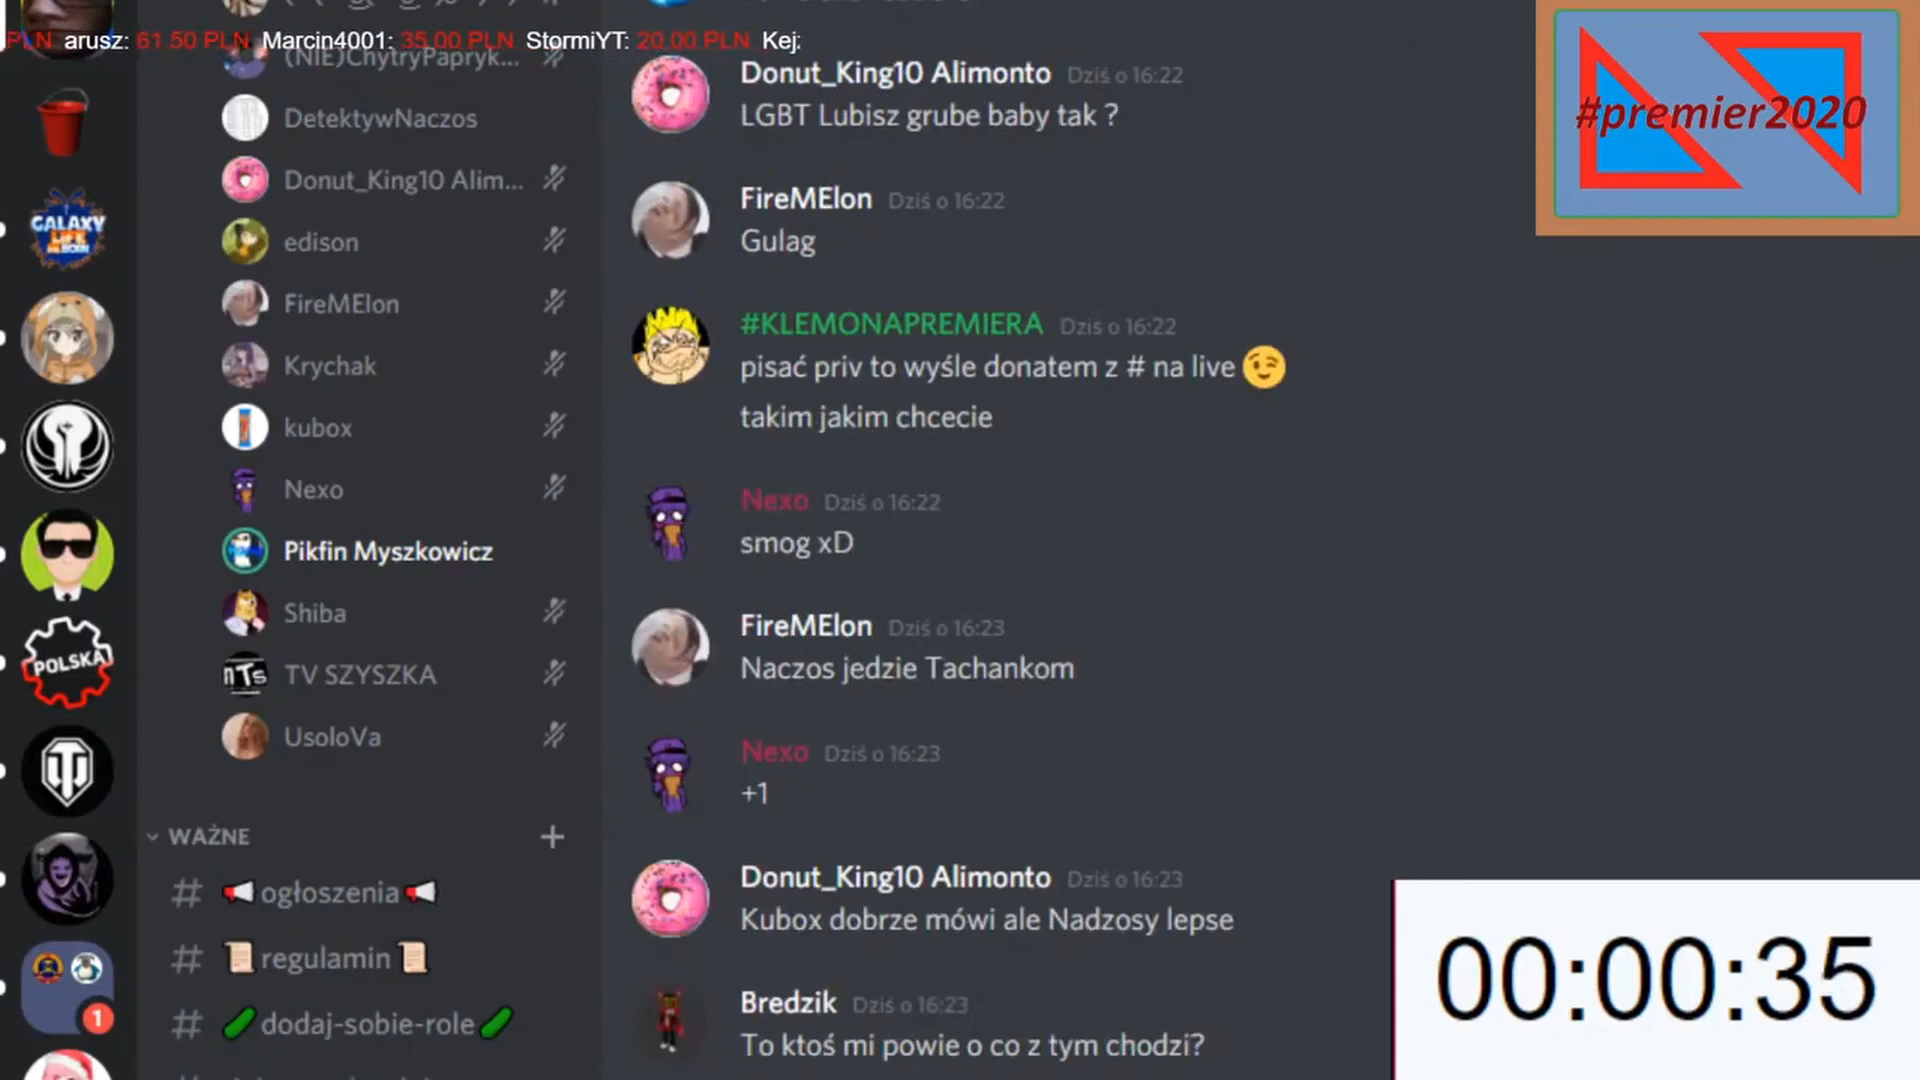 PLN arusz: 61.50 PLN Marcin4001: 35.00 PLN StormiYT: 20.00 PLN Kej:
#premier2020
GALAXY
LIFE
POLSKA
1
(NIE)ChytryPapryk...
DetektywNaczos
Donut_King10 Alim...
edison
FireMElon
Krychak
kubox
Nexo
Pikfin Myszkowicz
Shiba
nTs
TV SZYSZKA
UsoloVa
WAŻNE
# ogłoszenia
# regulamin
# dodaj-sobie-role
Donut_King10 Alimonto Dziś o 16:22
LGBT Lubisz grube baby tak ?
FireMElon Dziś o 16:22
Gulag
#KLEMONAPREMIERA Dziś o 16:22
pisać priv to wyśle donatem z # na live
takim jakim chcecie
Nexo Dziś o 16:22
smog xD
FireMElon Dziś o 16:23
Naczos jedzie Tachankom
Nexo Dziś o 16:23
+1
Donut_King10 Alimonto Dziś o 16:23
Kubox dobrze mówi ale Nadzosy lepse
Bredzik Dziś o 16:23
To ktoś mi powie o co z tym chodzi?
00:00:35